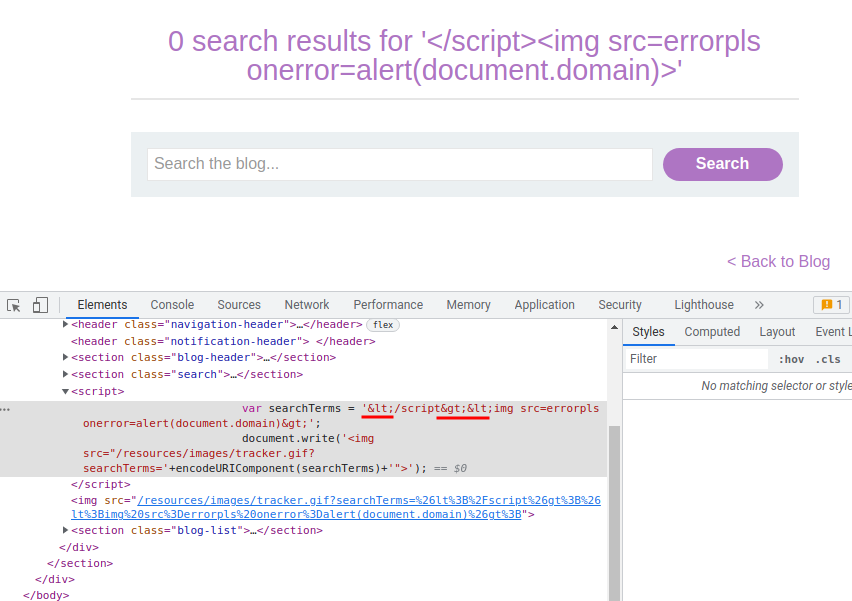 0 search results for '</script><img src=errorpls
onerror=alert(document.domain)>'
Search the blog...
Search
< Back to Blog
Elements Console Sources Network Performance Memory Application Security Lighthouse » 1
<header class="navigation-header">…</header> flex
<header class="notification-header"> </header>
<section class="blog-header">…</section>
<section class="search">…</section>
<script>
var searchTerms = '&lt;/script&gt;&lt;img src=errorpls
onerror=alert(document.domain)&gt;';
document.write('<img
src="/resources/images/tracker.gif?
searchTerms='+encodeURIComponent(searchTerms)+'">'); == $0
</script>
<img src="/resources/images/tracker.gif?searchTerms=%26lt%3B%2Fscript%26gt%3B%26
lt%3Bimg%20src%3Derrorpls%20onerror%3Dalert(document.domain)%26gt%3B">
<section class="blog-list">…</section>
</div>
</section>
</div>
</body>
Styles Computed Layout Event L
Filter :hov .cls
No matching selector or style